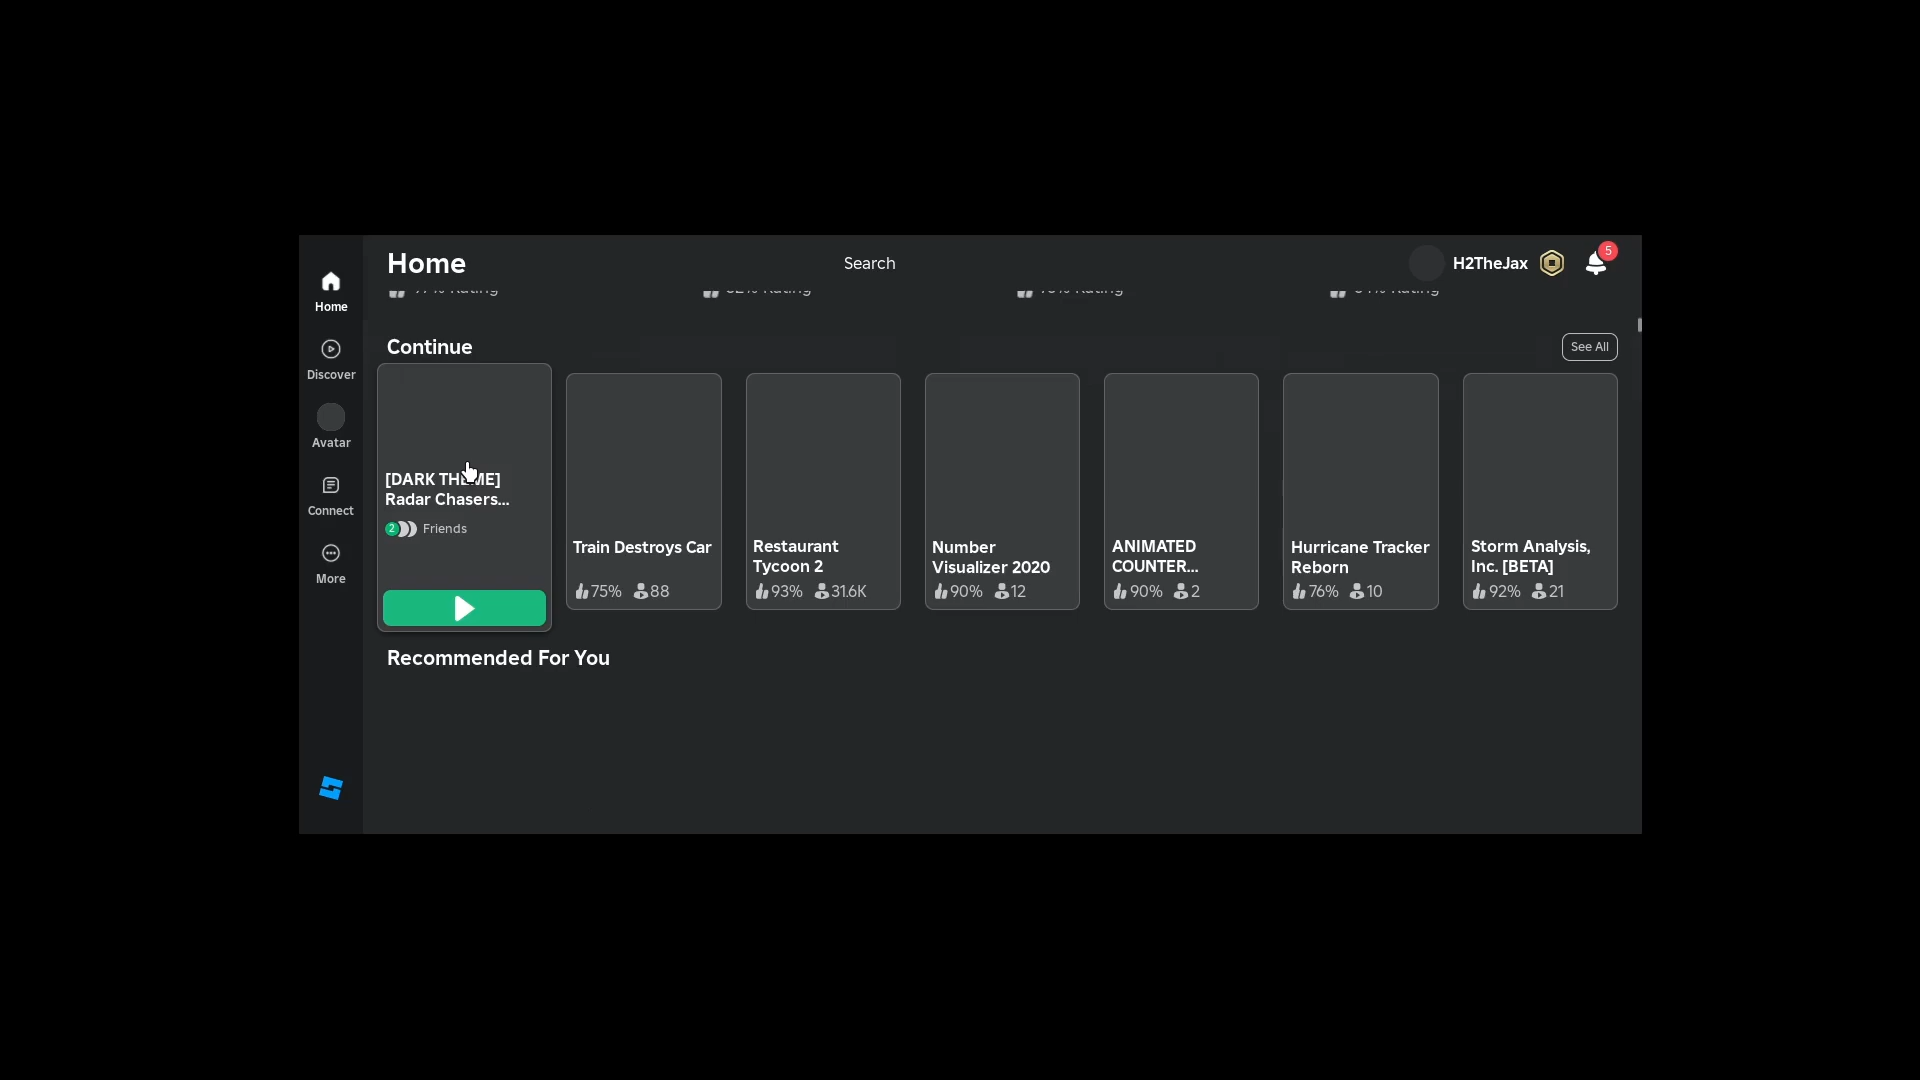 Home
Search
H2TheJax
5
Home
Discover
Avatar
Connect
More
Continue
See All
[DARK THEME]
Radar Chasers...
2
Friends
Train Destroys Car
75% 88
Restaurant
Tycoon 2
93% 31.6K
Number
Visualizer 2020
90% 12
ANIMATED
COUNTER...
90% 2
Hurricane Tracker
Reborn
76% 10
Storm Analysis,
Inc. [BETA]
92% 21
Recommended For You